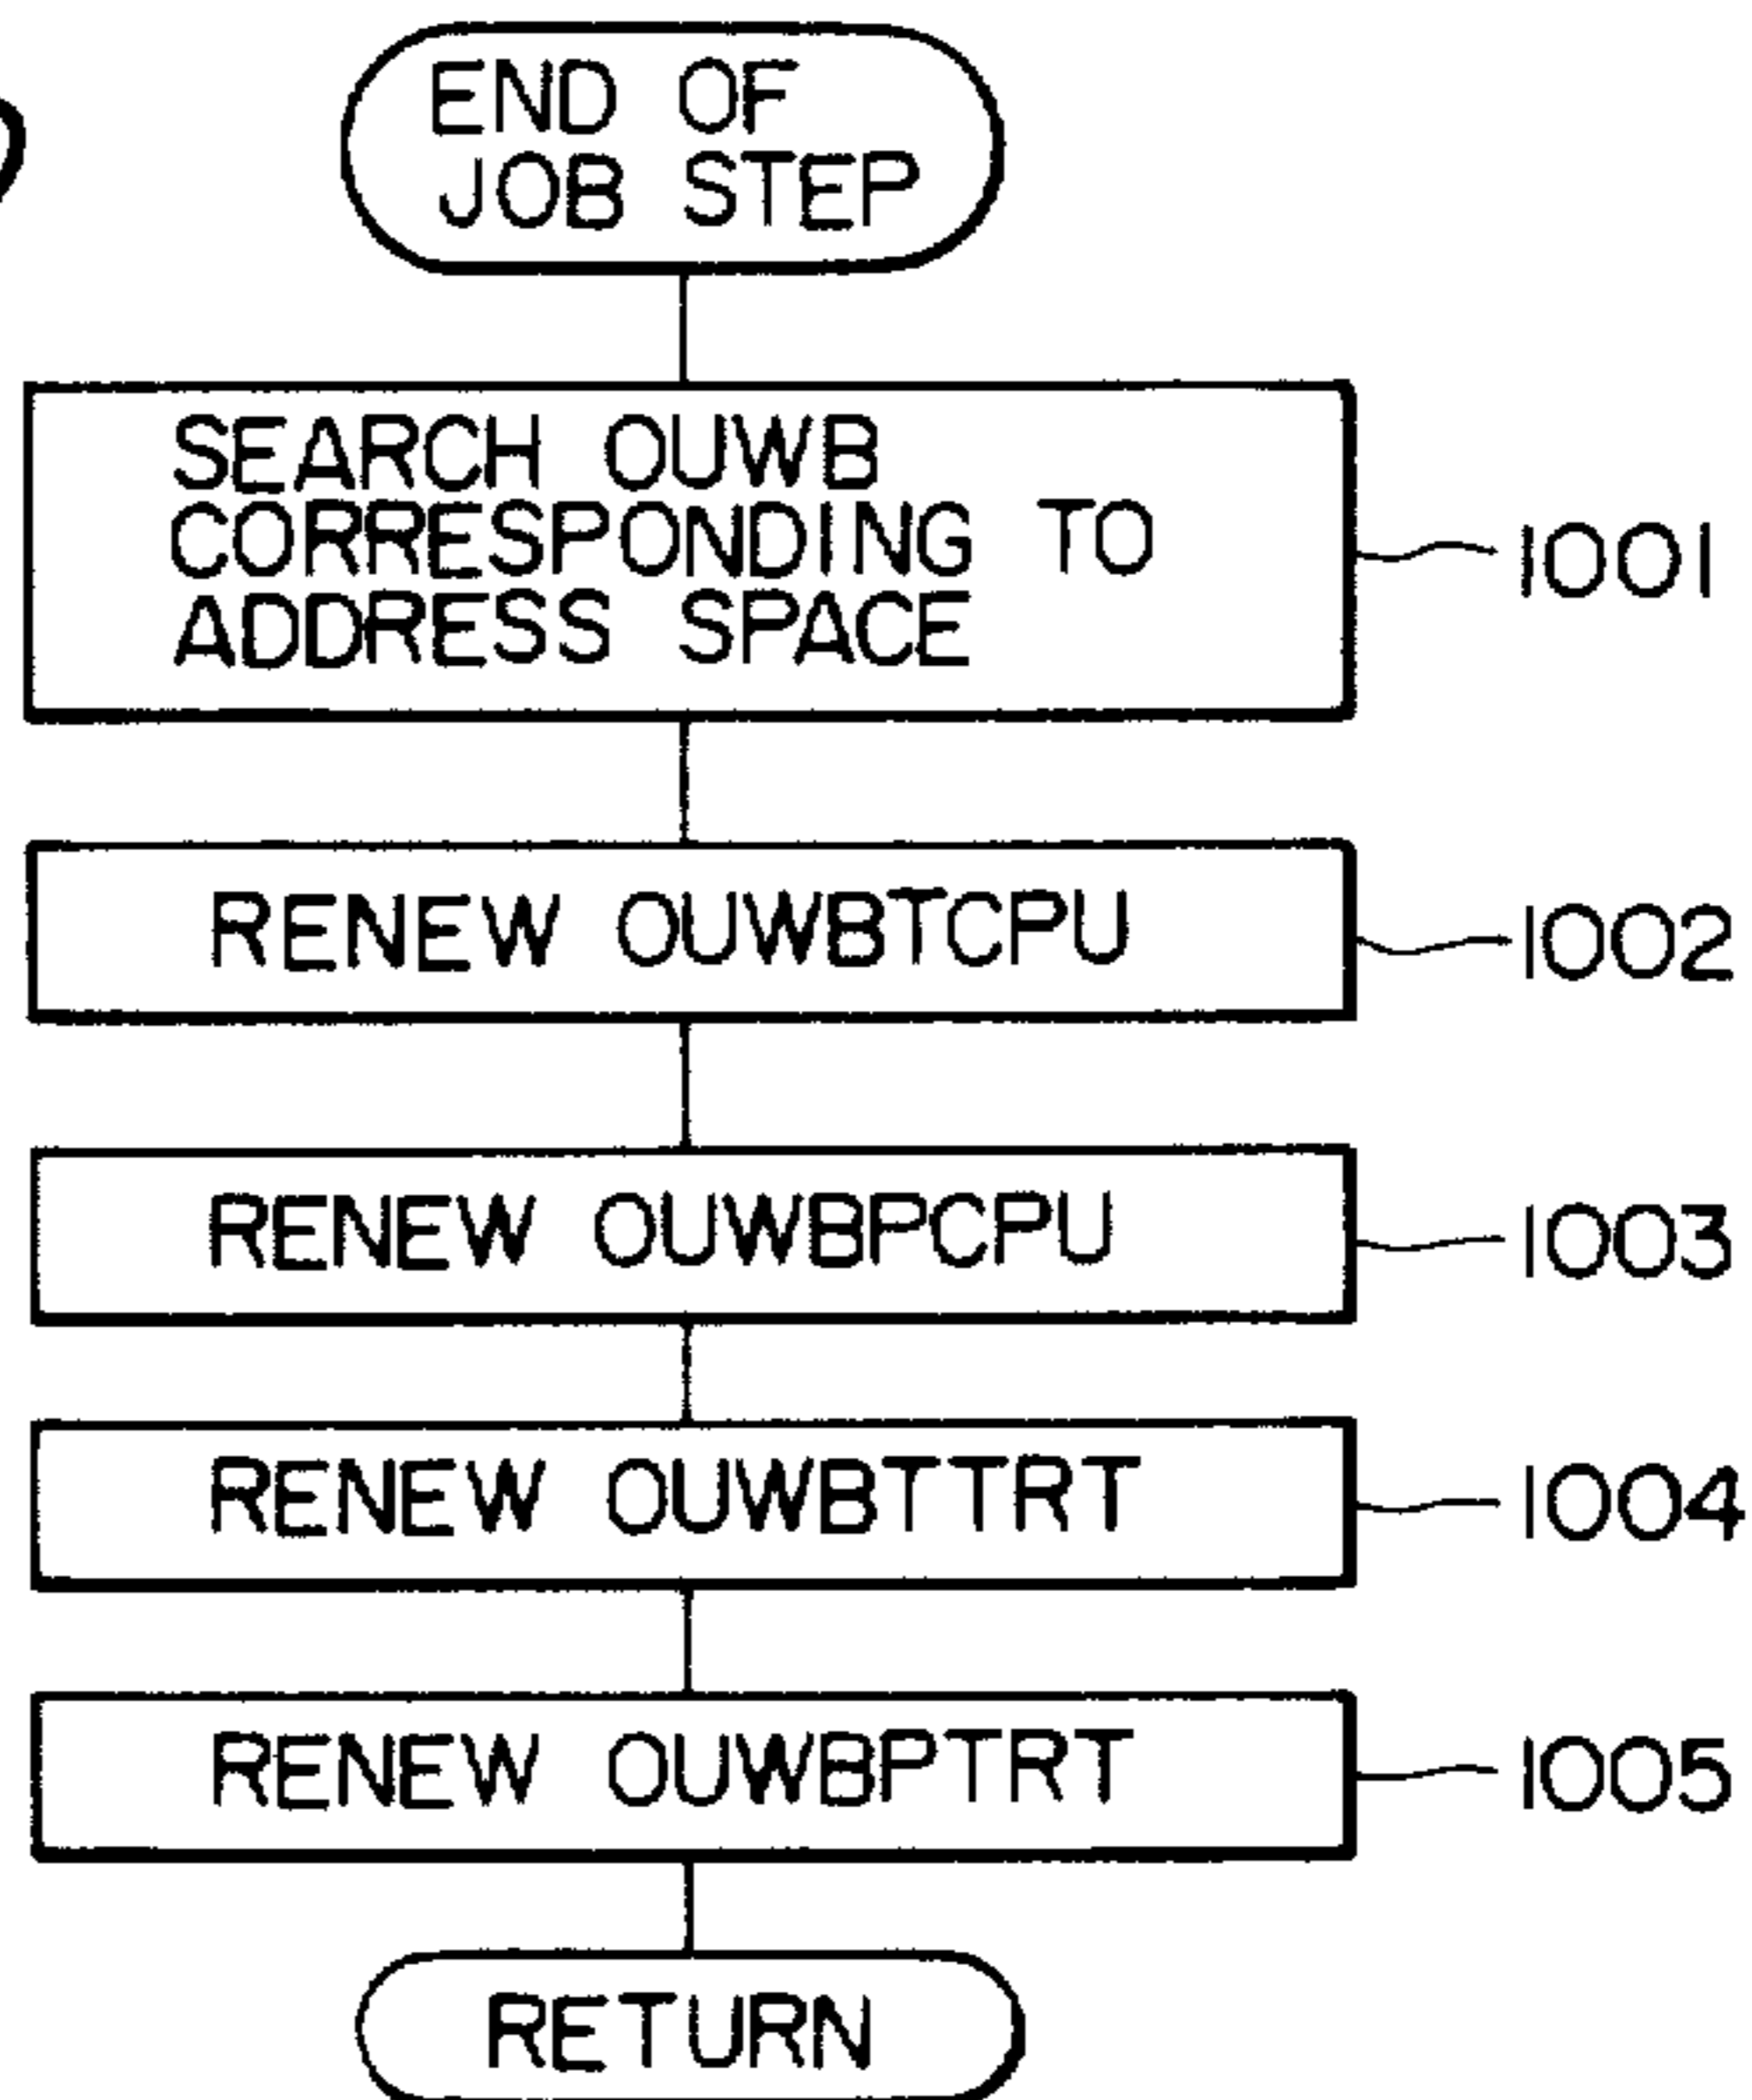 END OF
JOB STEP
SEARCH OUWB
CORRESPONDING TO
ADDRESS SPACE
1001
RENEW OUWBTCPU
1002
RENEW OUWBPCPU
1003
RENEW OUWBTTRT
1004
RENEW OUWBPTRT
1005
RETURN